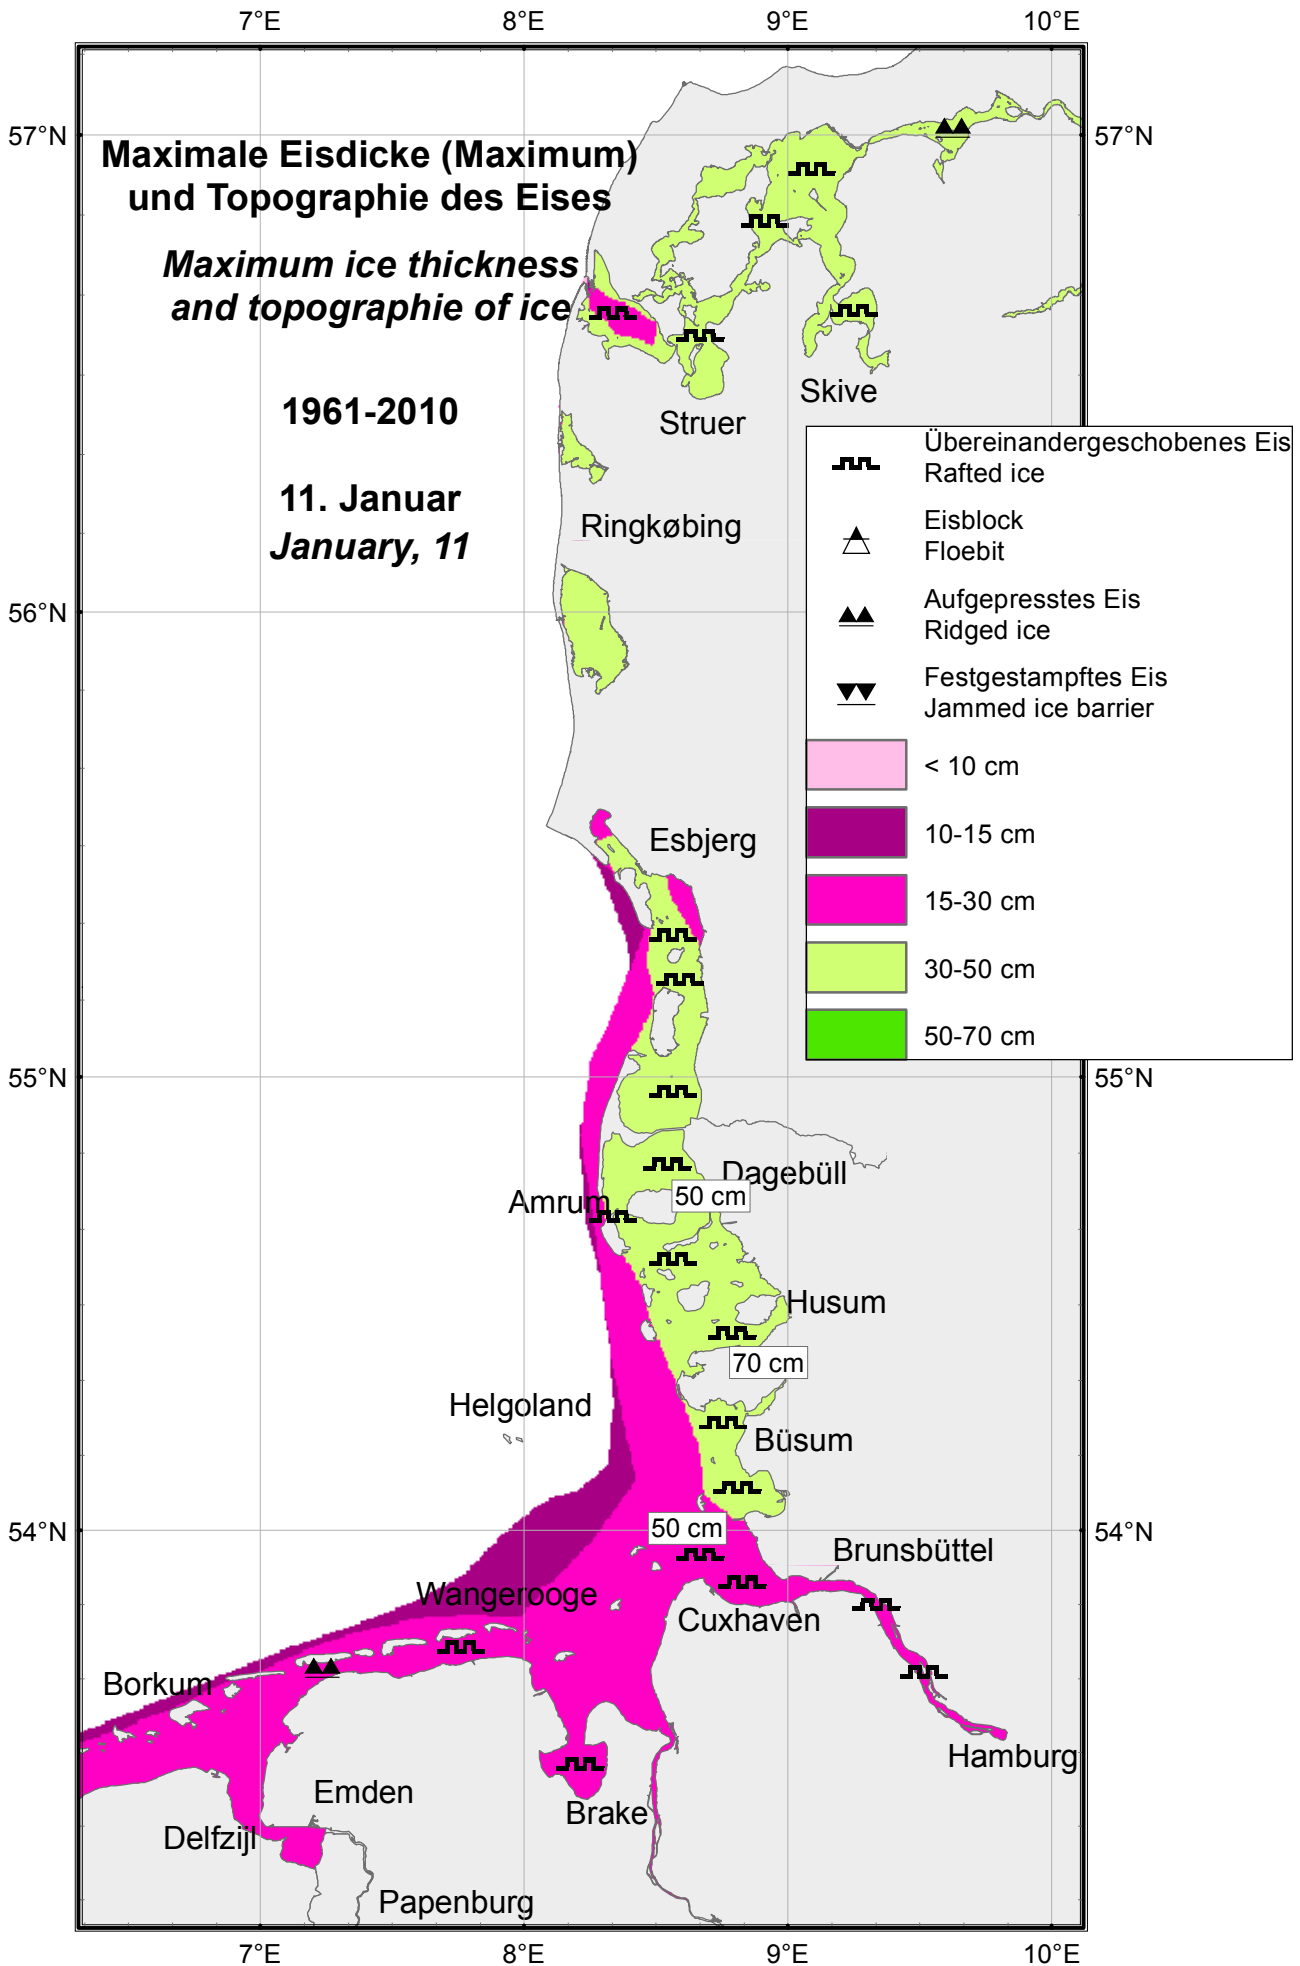 7°E
8°E
9°E
10°E
57°N
57°N
Maximale Eisdicke (Maximum)
und Topographie des Eises
Maximum ice thickness
and topographie of ice
1961-2010
11. Januar
January, 11
Skive
Struer
Ringkøbing
Übereinandergeschobenes Eis
Rafted ice
Eisblock
Floebit
Aufgepresstes Eis
Ridged ice
Festgestampftes Eis
Jammed ice barrier
< 10 cm
10-15 cm
15-30 cm
30-50 cm
50-70 cm
56°N
Esbjerg
55°N
55°N
Dagebüll
50 cm
Amrum
Husum
70 cm
Helgoland
Büsum
54°N
54°N
50 cm
Brunsbüttel
Wangerooge
Cuxhaven
Borkum
Hamburg
Emden
Brake
Delfzijl
Papenburg
7°E
8°E
9°E
10°E